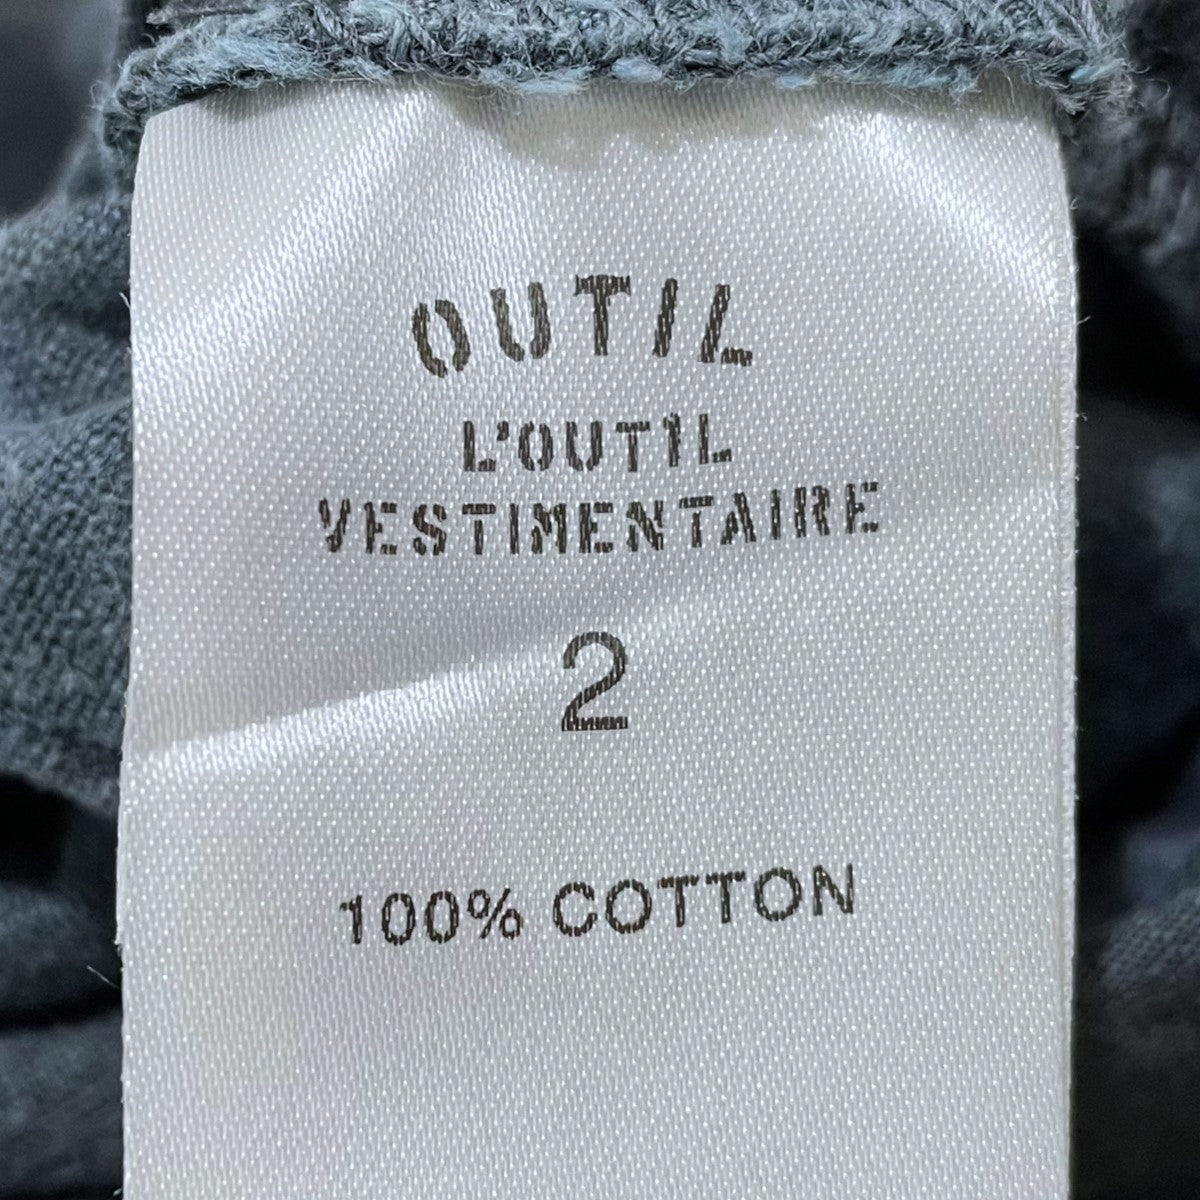 OUTIL
L'OUTIL
VESTIMENTAIRE
2
100% COTTON